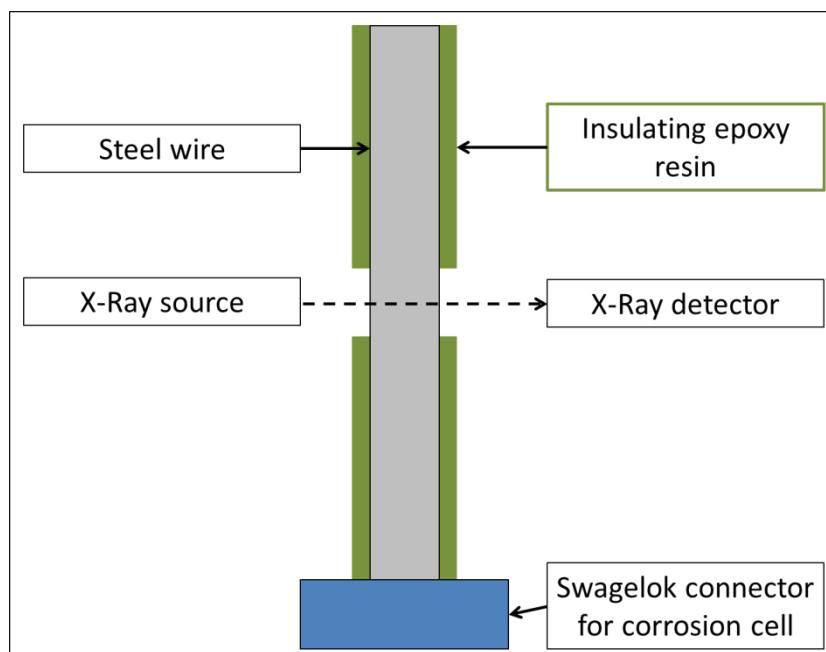 Steel wire
Insulating epoxy
resin
X-Ray source
X-Ray detector
Swagelok connector
for corrosion cell